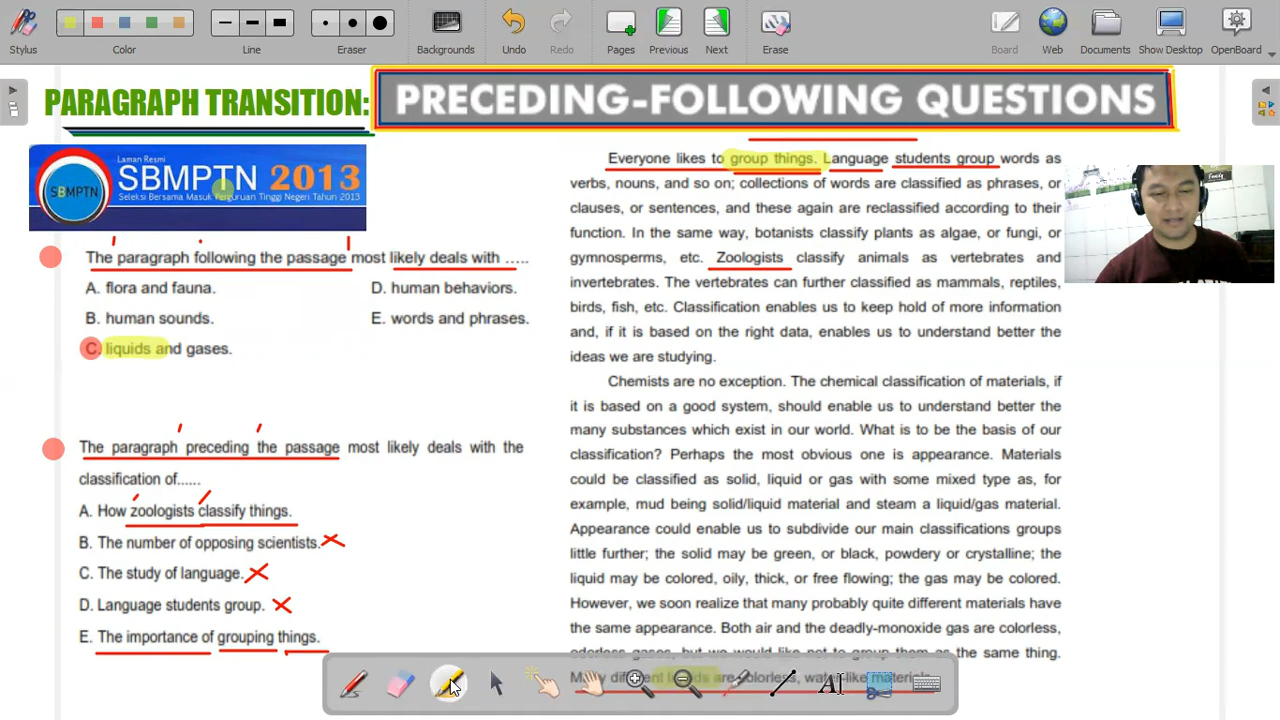 Stylus
Color
Line
Eraser
Backgrounds
Undo
Redo
Pages
Previous
Next
Erase
Board
Web
Documents
Show Desktop
OpenBoard
PARAGRAPH TRANSITION:
PRECEDING-FOLLOWING QUESTIONS
Laman Resmi
SBMPTN 2013
Seleksi Bersama Masuk Perguruan Tinggi Negeri Tahun 2013
SBMPTN
The paragraph following the passage most likely deals with …..
A. flora and fauna.
D. human behaviors.
B. human sounds.
E. words and phrases.
C. liquids and gases.
The paragraph preceding the passage most likely deals with the
classification of......
A. How zoologists classify things.
B. The number of opposing scientists.
C. The study of language.
D. Language students group.
E. The importance of grouping things.
Everyone likes to group things. Language students group words as
verbs, nouns, and so on; collections of words are classified as phrases, or
clauses, or sentences, and these again are reclassified according to their
function. In the same way, botanists classify plants as algae, or fungi, or
gymnosperms, etc. Zoologists classify animals as vertebrates and
invertebrates. The vertebrates can further classified as mammals, reptiles,
birds, fish, etc. Classification enables us to keep hold of more information
and, if it is based on the right data, enables us to understand better the
ideas we are studying.
Chemists are no exception. The chemical classification of materials, if
it is based on a good system, should enable us to understand better the
many substances which exist in our world. What is to be the basis of our
classification? Perhaps the most obvious one is appearance. Materials
could be classified as solid, liquid or gas with some mixed type as, for
example, mud being solid/liquid material and steam a liquid/gas material.
Appearance could enable us to subdivide our main classifications groups
little further; the solid may be green, or black, powdery or crystalline; the
liquid may be colored, oily, thick, or free flowing; the gas may be colored.
However, we soon realize that many probably quite different materials have
the same appearance. Both air and the deadly-monoxide gas are colorless,
odorless gases, but we would like not to group them as the same thing.
Many different liquids are colorless, water-like materials.